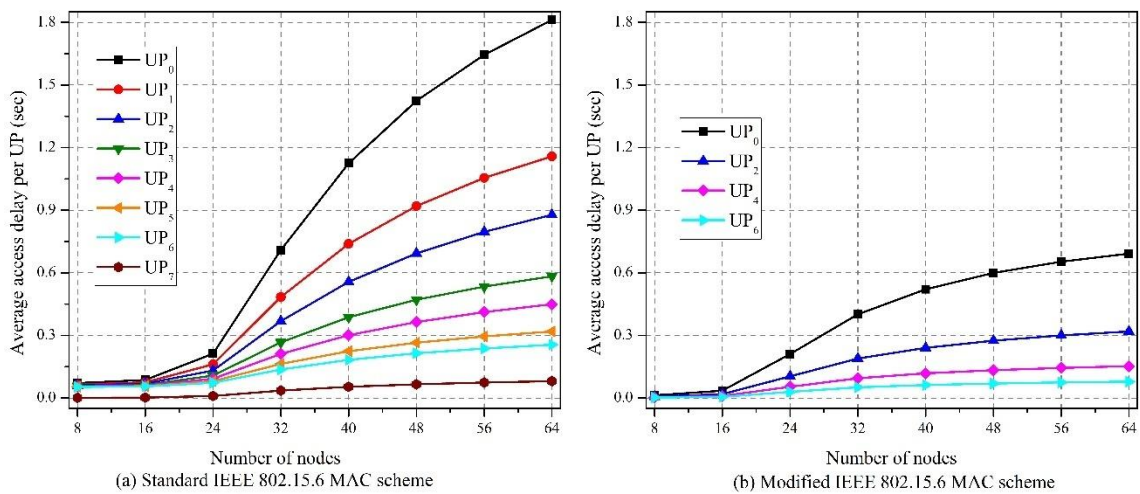 Average access delay per UP (sec)
1.8
1.5
1.2
0.9
0.6
0.3
0.0
UP0
UP1
UP2
UP3
UP4
UP5
UP6
UP7
8 16 24 32 40 48 56 64
Number of nodes
(a) Standard IEEE 802.15.6 MAC scheme
Average access delay per UP (sec)
1.8
1.5
1.2
0.9
0.6
0.3
0.0
UP0
UP2
UP4
UP6
8 16 24 32 40 48 56 64
Number of nodes
(b) Modified IEEE 802.15.6 MAC scheme